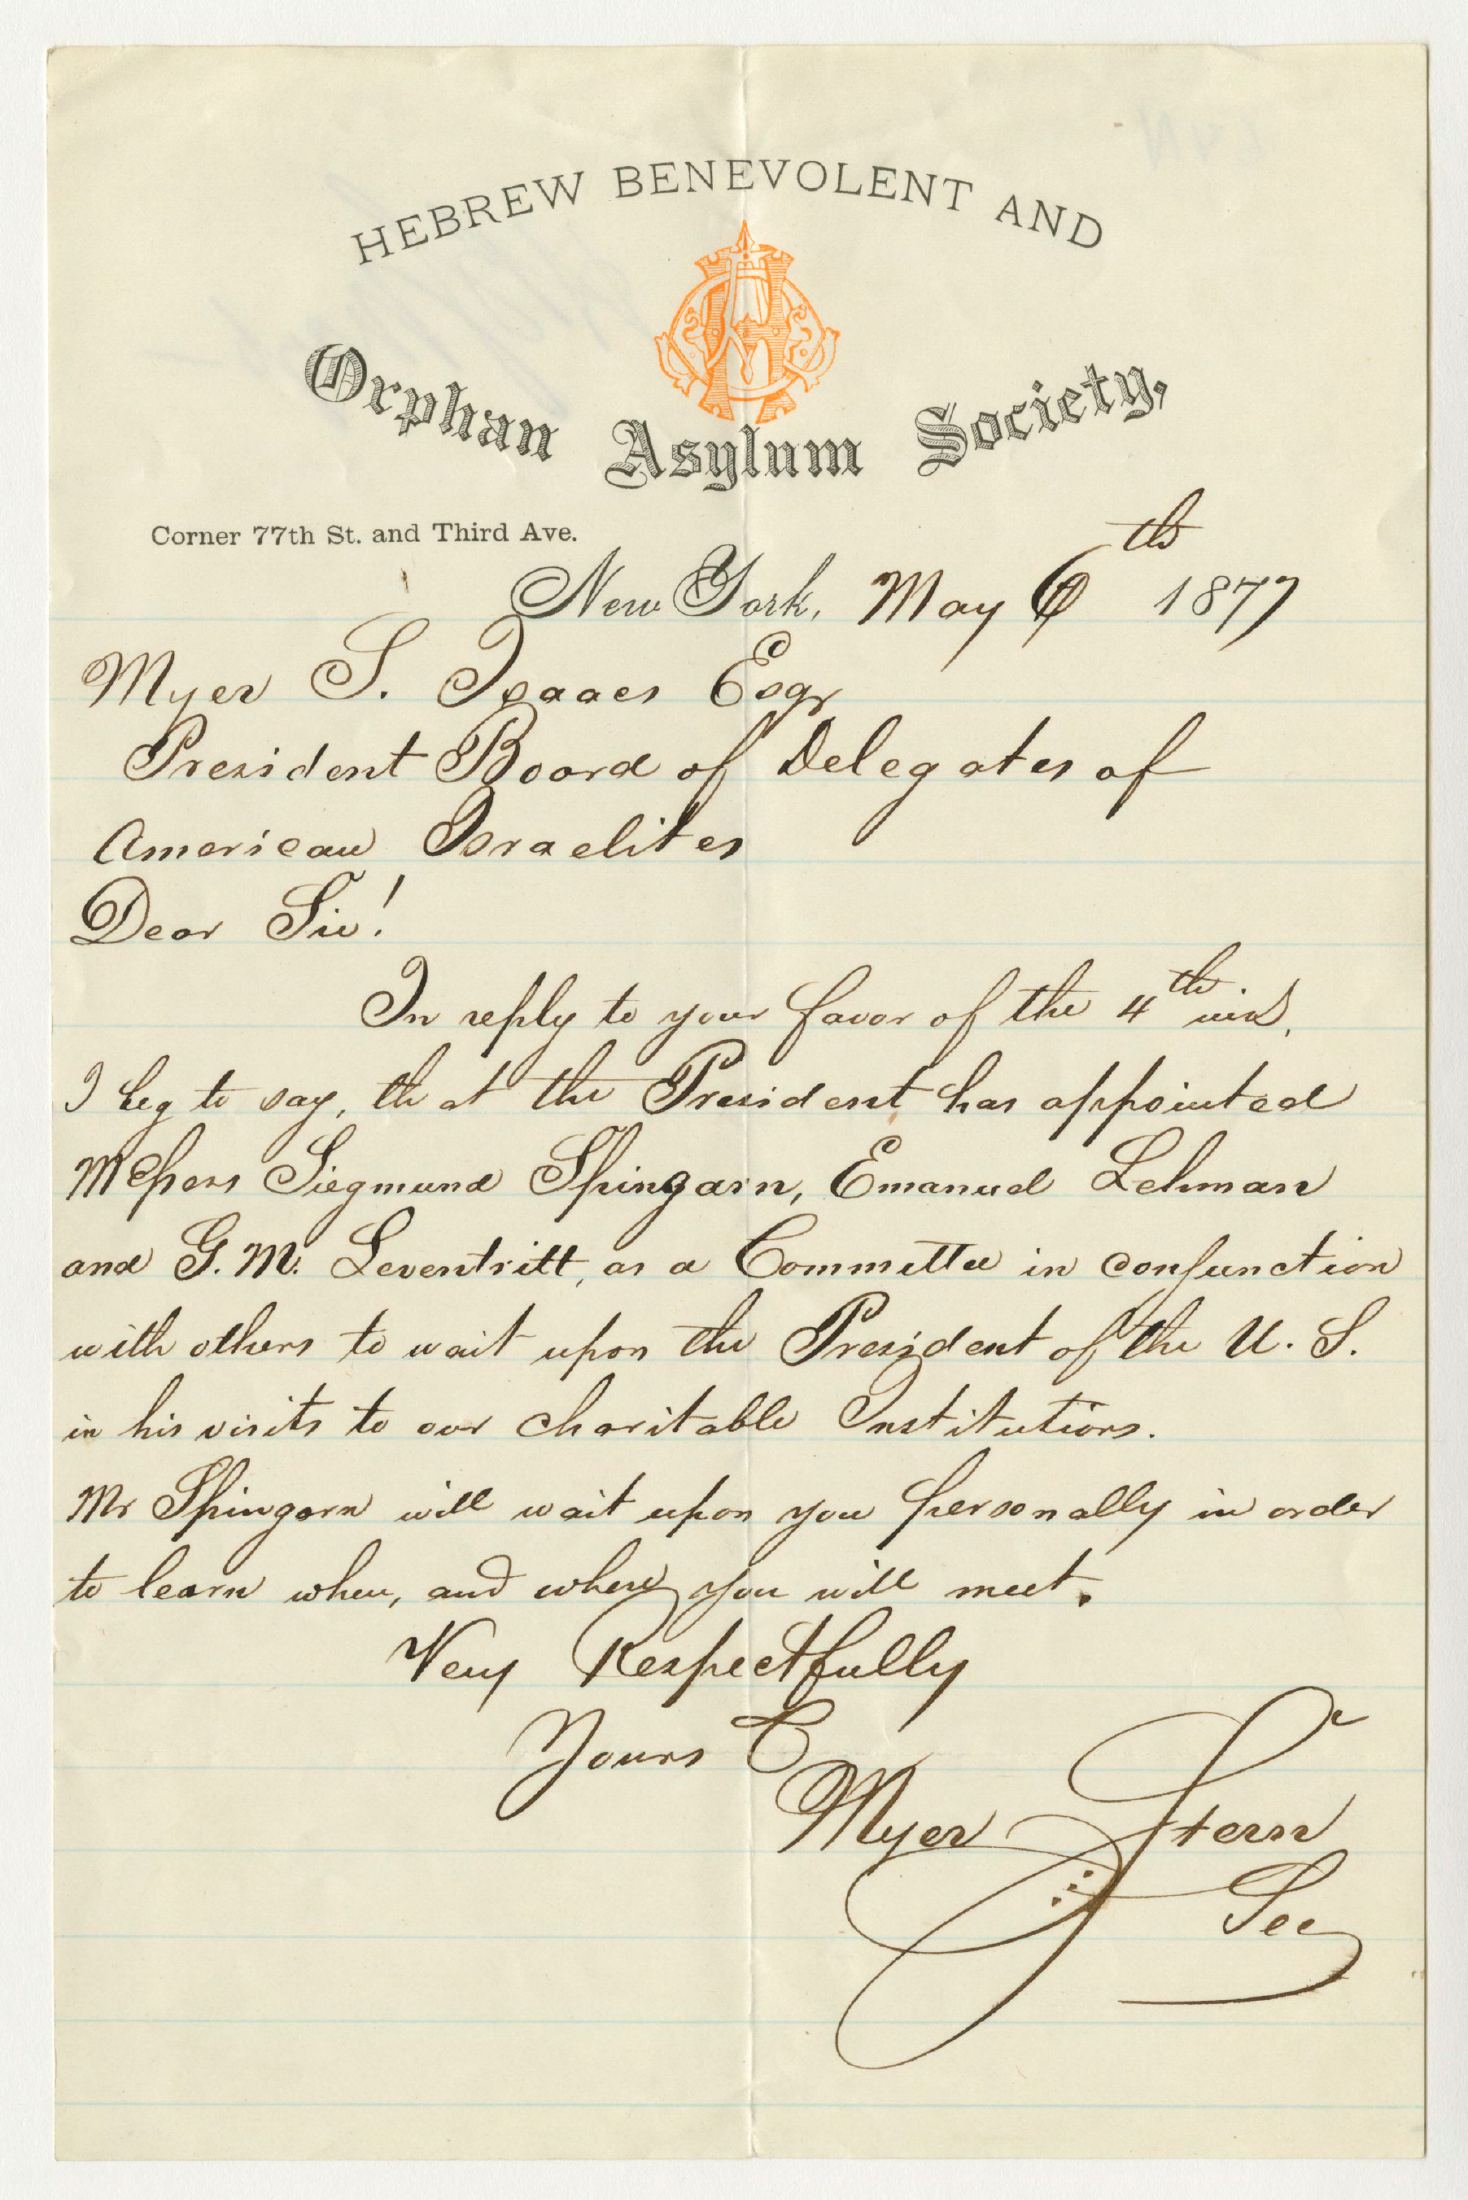 HEBREW BENEVOLENT AND
Orphan Asylum Society,
Corner 77th St. and Third Ave.
New York, May 6th 1877
Myer S. Isaacs Esqr
President Board of Delegates of
American Israelites
Dear Sir!
In reply to your favor of the 4th inst.
I beg to say, that the President has appointed
Messers Siegmund Spingarn, Emanuel Lehman
and G. M. Leventritt, as a Committee in conjunction
with others to wait upon the President of the U. S.
in his visits to our charitable Institutions.
Mr Spingarn will wait upon you personally in order
to learn when, and where you will meet.
Very Respectfully
Yours
Myer Stern
Sec